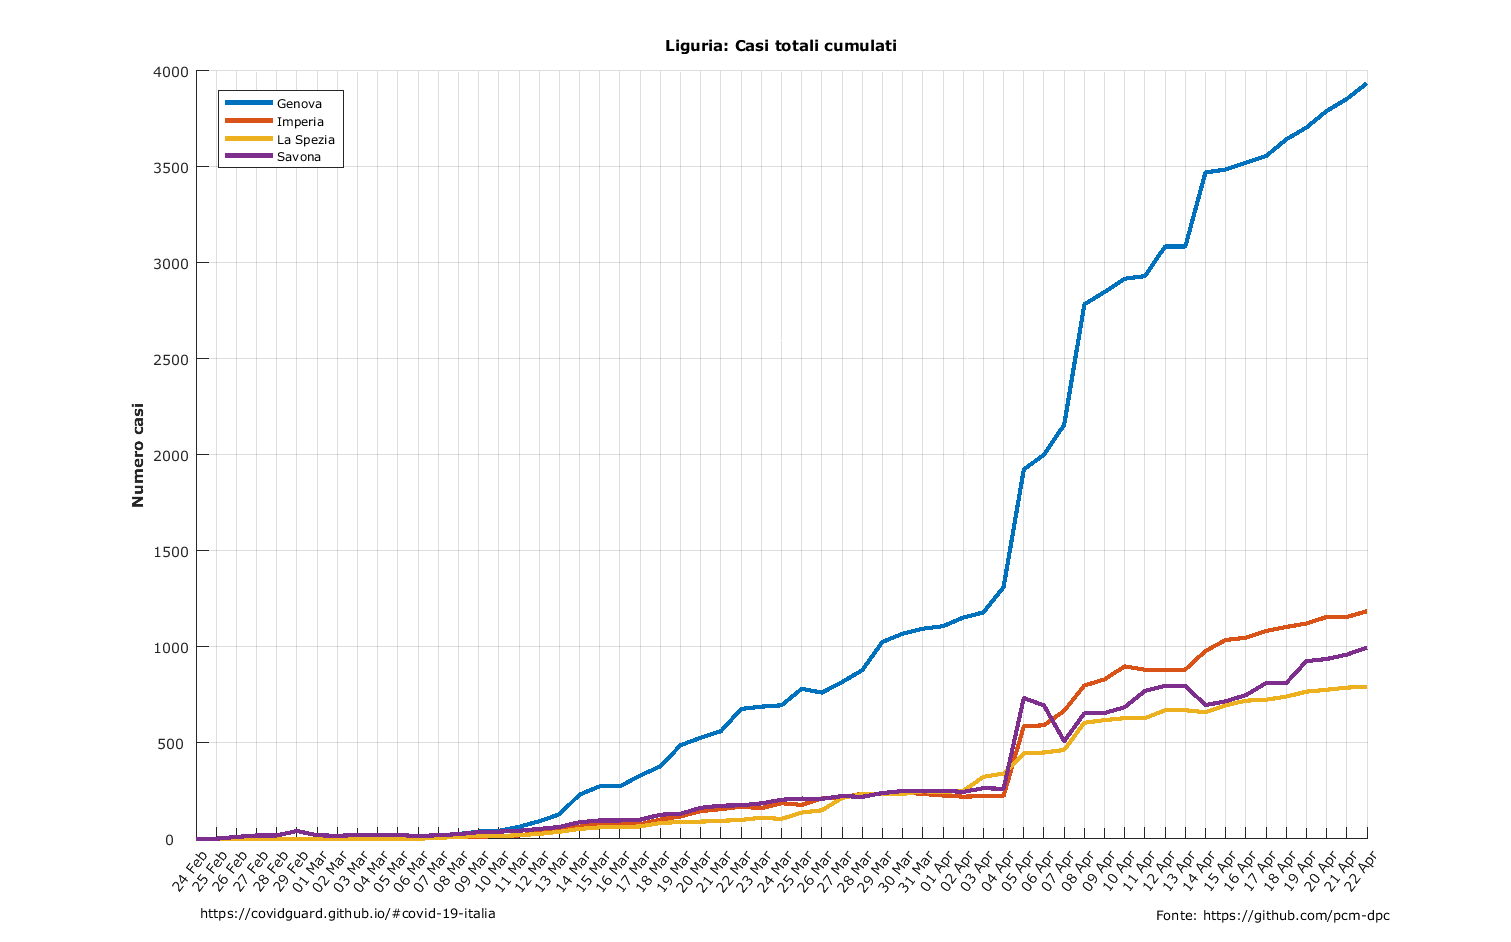 Liguria: Casi totali cumulati
4000
3500
3000
2500
2000
1500
1000
500
0
Numero casi
Genova
Imperia
La Spezia
Savona
24 Feb
25 Feb
26 Feb
27 Feb
28 Feb
29 Feb
01 Mar
02 Mar
03 Mar
04 Mar
05 Mar
06 Mar
07 Mar
08 Mar
09 Mar
10 Mar
11 Mar
12 Mar
13 Mar
14 Mar
15 Mar
16 Mar
17 Mar
18 Mar
19 Mar
20 Mar
21 Mar
22 Mar
23 Mar
24 Mar
25 Mar
26 Mar
27 Mar
28 Mar
29 Mar
30 Mar
31 Mar
01 Apr
02 Apr
03 Apr
04 Apr
05 Apr
06 Apr
07 Apr
08 Apr
09 Apr
10 Apr
11 Apr
12 Apr
13 Apr
14 Apr
15 Apr
16 Apr
17 Apr
18 Apr
19 Apr
20 Apr
21 Apr
22 Apr
https://covidguard.github.io/#covid-19-italia
Fonte: https://github.com/pcm-dpc